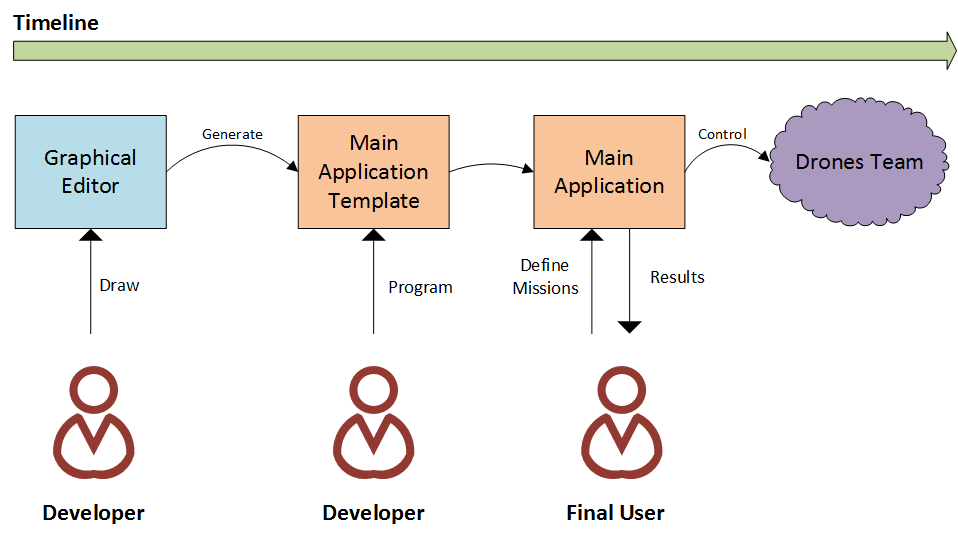 Timeline
Graphical
Editor
Generate
Main
Application
Template
Main
Application
Control
Drones Team
Draw
Program
Define
Missions
Results
Developer
Developer
Final User